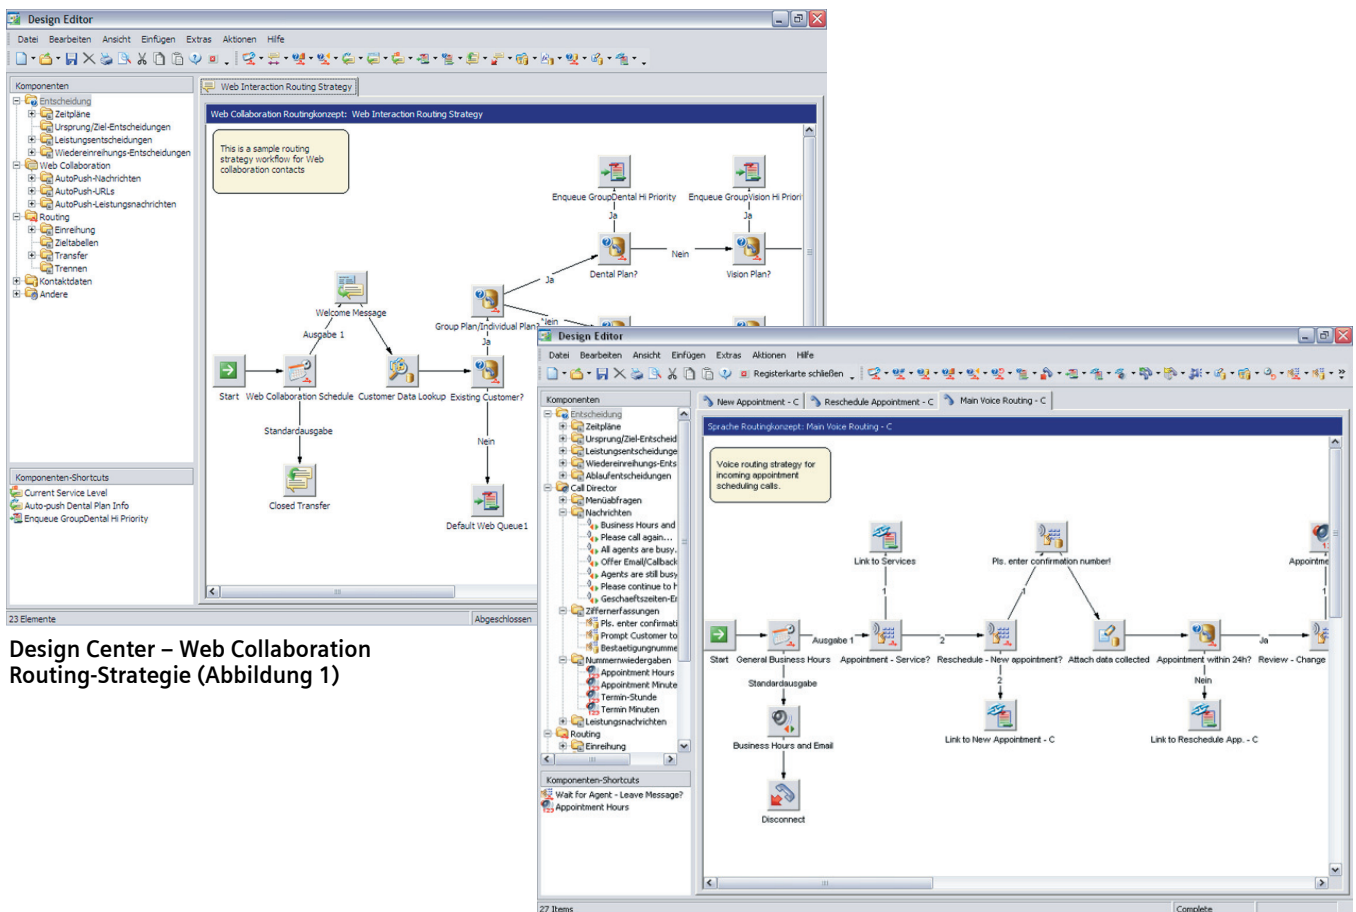 Design Editor
Datei Bearbeiten Ansicht Einfügen Extras Aktionen Hilfe
Komponenten
Entscheidung
Zeitpläne
Ursprung/Ziel-Entscheidungen
Leistungsentscheidungen
Wiedereinreihungs-Entscheidungen
Web Collaboration
AutoPush-Nachrichten
AutoPush-URLs
AutoPush-Leistungsnachrichten
Routing
Einreihung
Zieltabellen
Transfer
Trennen
Kontaktdaten
Andere
Komponenten-Shortcuts
Current Service Level
Auto-push Dental Plan Info
Enqueue GroupDental Hi Priority
Web Interaction Routing Strategy
Web Collaboration Routingkonzept: Web Interaction Routing Strategy
This is a sample routing
strategy workflow for Web
collaboration contacts
Enqueue GroupDental Hi Priority Enqueue GroupVision Hi Priori
Ja Ja
Nein
Dental Plan? Vision Plan?
Ja
Welcome Message
Group Plan/Individual Plan? Nein
Ausgabe 1 Ja
Start Web Collaboration Schedule Customer Data Lookup Existing Customer?
Standardausgabe
Nein
Closed Transfer
Default Web Queue1
23 Elemente Abgeschlossen
Design Center – Web Collaboration
Routing-Strategie (Abbildung 1)
Design Editor
Datei Bearbeiten Ansicht Einfügen Extras Aktionen Hilfe
Registerkarte schließen
Komponenten
Entscheidung
Zeitpläne
Ursprung/Ziel-Entscheid
Leistungsentscheidunge
Wiedereinreihungs-Ents
Ablaufentscheidungen
Call Director
Menüabfragen
Nachrichten
Business Hours and
Please call again...
All agents are busy.
Offer Email/Callback
Agents are still busy
Please continue to h
Geschaeftszeiten-Er
Ziffernerfassungen
Pls. enter confirmati
Prompt Customer to
Bestaetigungnumme
Nummernwiedergaben
Appointment Hours
Appointment Minute
Termin-Stunde
Termin Minuten
Leistungsnachrichten
Routing
Einreihung
Komponenten-Shortcuts
Wait for Agent - Leave Message?
Appointment Hours
New Appointment - C Reschedule Appointment - C Main Voice Routing - C
Sprache Routingkonzept: Main Voice Routing - C
Voice routing strategy for
incoming appointment
scheduling calls.
Link to Services Pls. enter confirmation number! Appointme
1 1 1
Ausgabe 1 2 Ja
Start General Business Hours Appointment - Service? Reschedule - New appointment? Attach data collected Appointment within 24h? Review - Change
Standardausgabe 2 Nein
Business Hours and Email Link to New Appointment - C Link to Reschedule App. - C
Disconnect
27 Items Complete